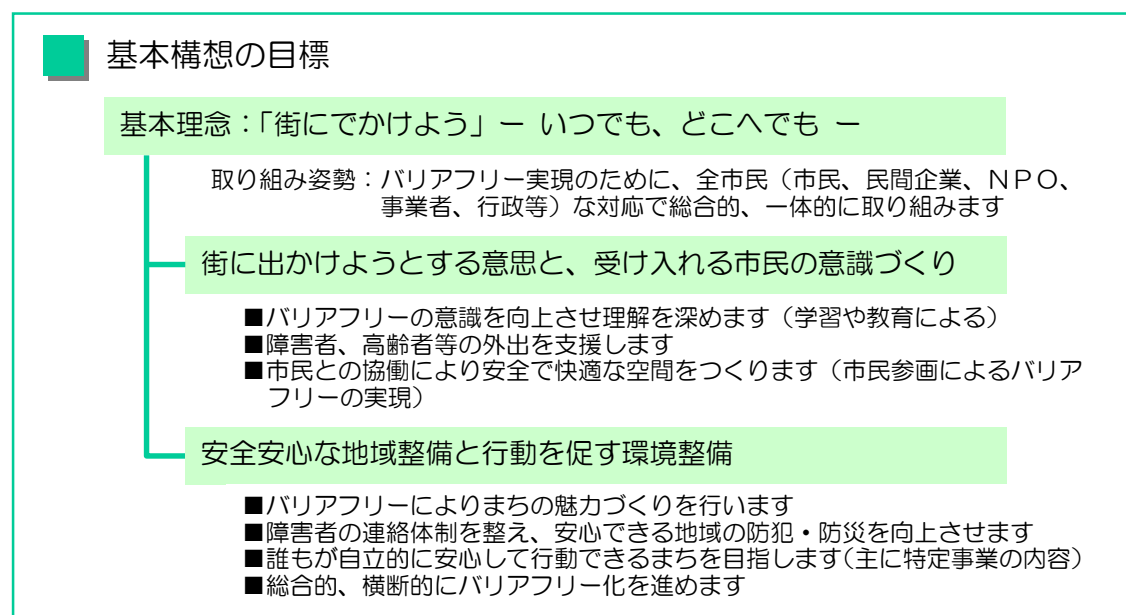 基本構想の目標
基本理念：「街にでかけよう」ー いつでも、どこへでも ー
取り組み姿勢：バリアフリー実現のために、全市民（市民、民間企業、ＮＰＯ、
事業者、行政等）な対応で総合的、一体的に取り組みます
街に出かけようとする意思と、受け入れる市民の意識づくり
■バリアフリーの意識を向上させ理解を深めます（学習や教育による）
■障害者、高齢者等の外出を支援します
■市民との協働により安全で快適な空間をつくります（市民参画によるバリア
フリーの実現）
安全安心な地域整備と行動を促す環境整備
■バリアフリーによりまちの魅力づくりを行います
■障害者の連絡体制を整え、安心できる地域の防犯・防災を向上させます
■誰もが自立的に安心して行動できるまちを目指します（主に特定事業の内容）
■総合的、横断的にバリアフリー化を進めます